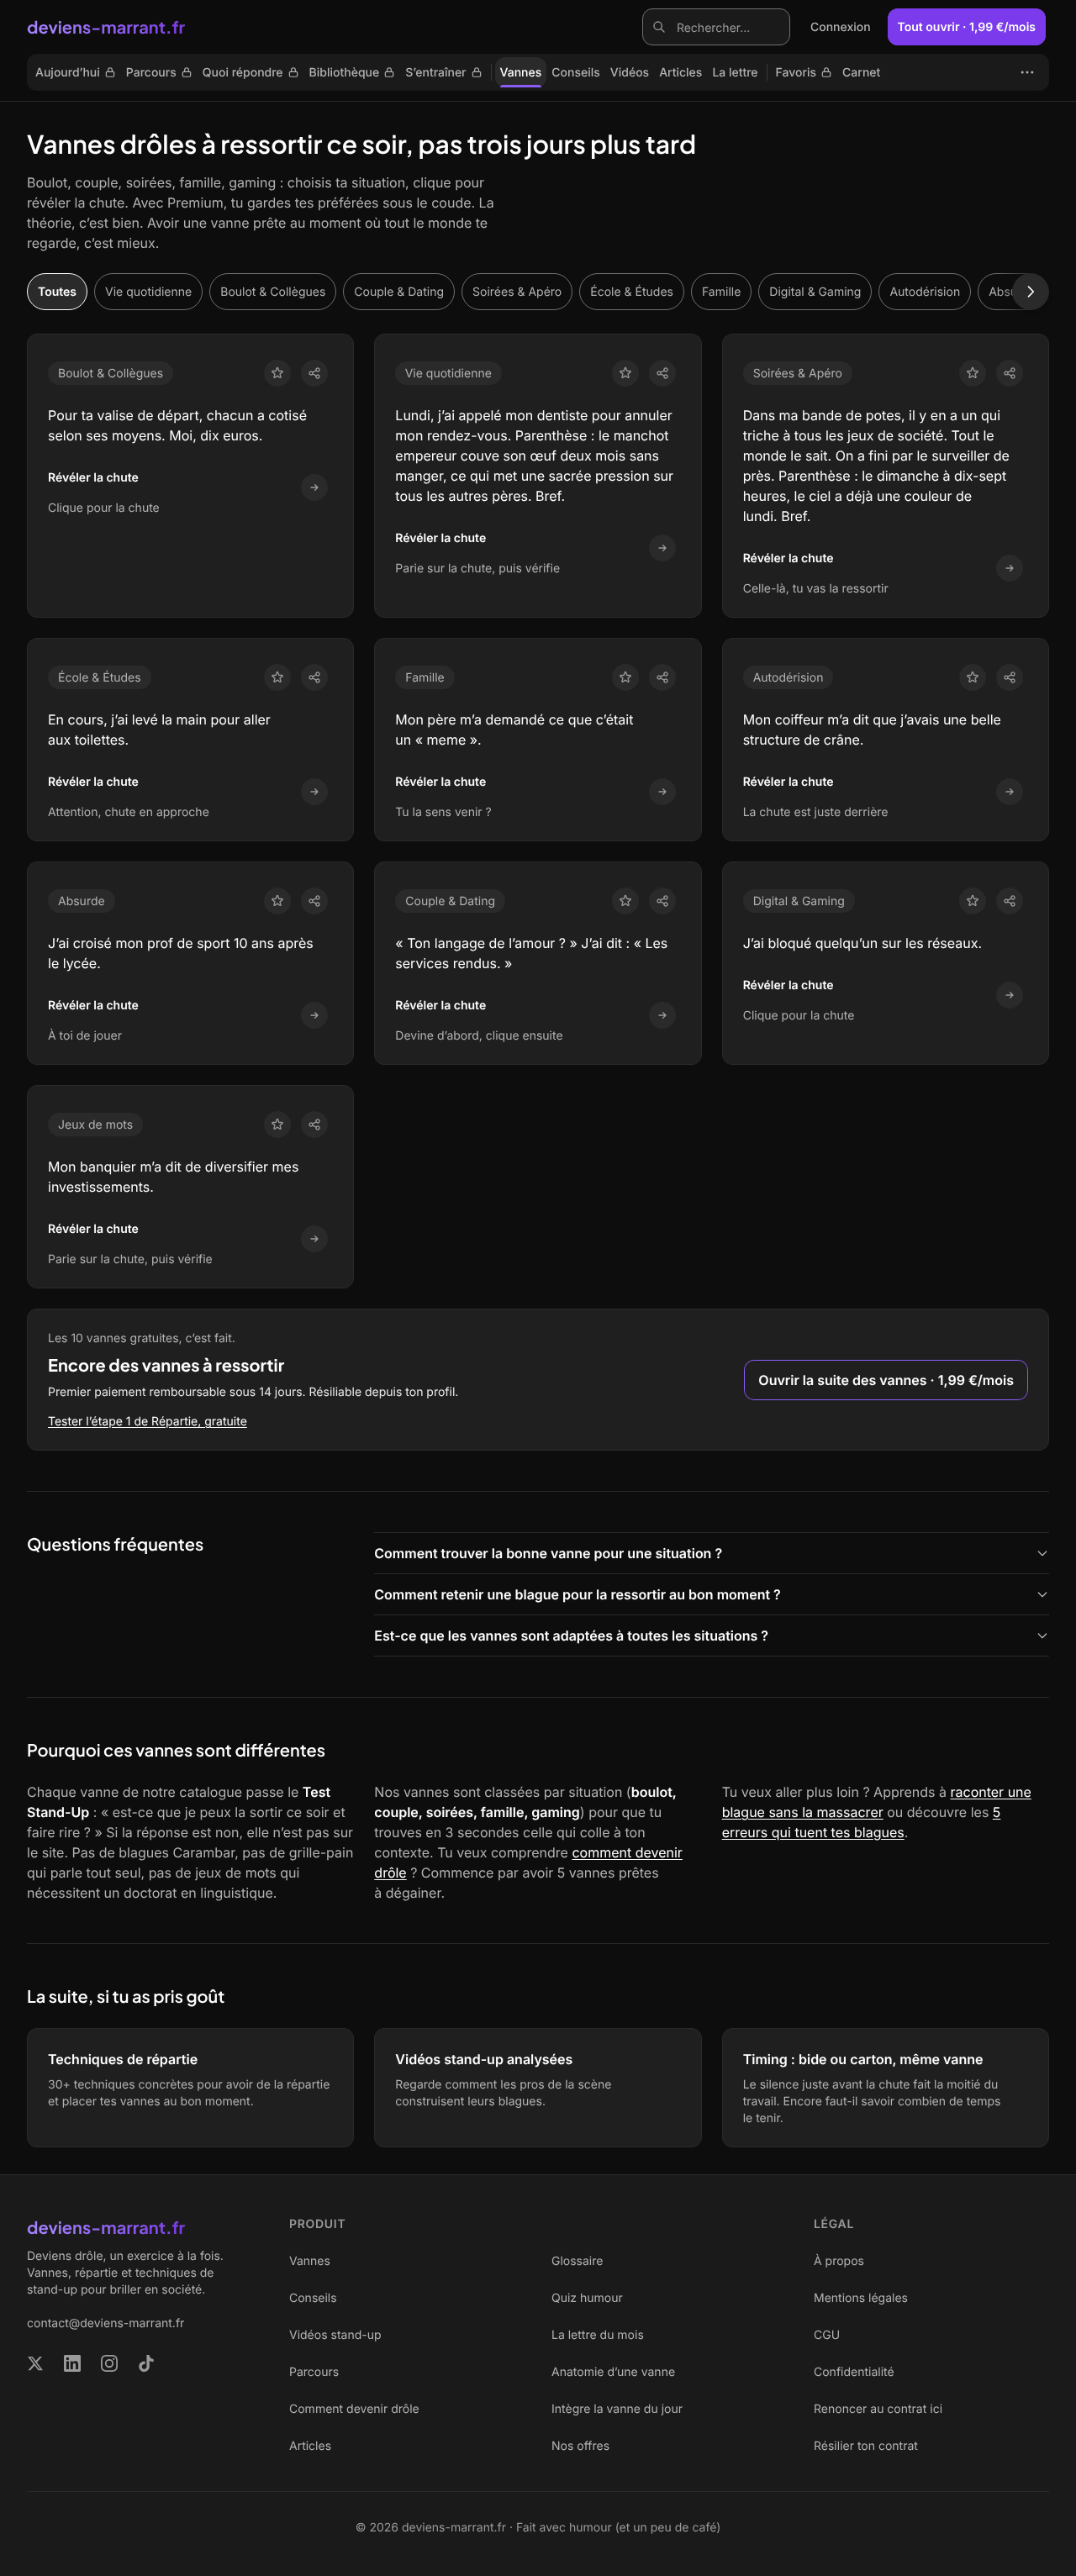 deviens-marrant.fr
Rechercher...
Connexion
Tout ouvrir · 1,99 €/mois
Aujourd’hui
Parcours
Quoi répondre
Bibliothèque
S’entraîner
Vannes
Conseils
Vidéos
Articles
La lettre
Favoris
Carnet
Vannes drôles à ressortir ce soir, pas trois jours plus tard
Boulot, couple, soirées, famille, gaming : choisis ta situation, clique pour
révéler la chute. Avec Premium, tu gardes tes préférées sous le coude. La
théorie, c’est bien. Avoir une vanne prête au moment où tout le monde te
regarde, c’est mieux.
Toutes
Vie quotidienne
Boulot & Collègues
Couple & Dating
Soirées & Apéro
École & Études
Famille
Digital & Gaming
Autodérision
Boulot & Collègues
Pour ta valise de départ, chacun a cotisé
selon ses moyens. Moi, dix euros.
Révéler la chute
Clique pour la chute
Vie quotidienne
Lundi, j’ai appelé mon dentiste pour annuler
mon rendez-vous. Parenthèse : le manchot
empereur couve son œuf deux mois sans
manger, ce qui met une sacrée pression sur
tous les autres pères. Bref.
Révéler la chute
Parie sur la chute, puis vérifie
Soirées & Apéro
Dans ma bande de potes, il y en a un qui
triche à tous les jeux de société. Tout le
monde le sait. On a fini par le surveiller de
près. Parenthèse : le dimanche à dix-sept
heures, le ciel a déjà une couleur de
lundi. Bref.
Révéler la chute
Celle-là, tu vas la ressortir
École & Études
En cours, j’ai levé la main pour aller
aux toilettes.
Révéler la chute
Attention, chute en approche
Famille
Mon père m’a demandé ce que c’était
un « meme ».
Révéler la chute
Tu la sens venir ?
Autodérision
Mon coiffeur m’a dit que j’avais une belle
structure de crâne.
Révéler la chute
La chute est juste derrière
Absurde
J’ai croisé mon prof de sport 10 ans après
le lycée.
Révéler la chute
À toi de jouer
Couple & Dating
« Ton langage de l’amour ? » J’ai dit : « Les
services rendus. »
Révéler la chute
Devine d’abord, clique ensuite
Digital & Gaming
J’ai bloqué quelqu’un sur les réseaux.
Révéler la chute
Clique pour la chute
Jeux de mots
Mon banquier m’a dit de diversifier mes
investissements.
Révéler la chute
Parie sur la chute, puis vérifie
Les 10 vannes gratuites, c’est fait.
Encore des vannes à ressortir
Premier paiement remboursable sous 14 jours. Résiliable depuis ton profil.
Tester l’étape 1 de Répartie, gratuite
Ouvrir la suite des vannes · 1,99 €/mois
Questions fréquentes
Comment trouver la bonne vanne pour une situation ?
Comment retenir une blague pour la ressortir au bon moment ?
Est-ce que les vannes sont adaptées à toutes les situations ?
Pourquoi ces vannes sont différentes
Chaque vanne de notre catalogue passe le Test
Stand-Up : « est-ce que je peux la sortir ce soir et
faire rire ? » Si la réponse est non, elle n’est pas sur
le site. Pas de blagues Carambar, pas de grille-pain
qui parle tout seul, pas de jeux de mots qui
nécessitent un doctorat en linguistique.
Nos vannes sont classées par situation (boulot,
couple, soirées, famille, gaming) pour que tu
trouves en 3 secondes celle qui colle à ton
contexte. Tu veux comprendre comment devenir
drôle ? Commence par avoir 5 vannes prêtes
à dégainer.
Tu veux aller plus loin ? Apprends à raconter une
blague sans la massacrer ou découvre les 5
erreurs qui tuent tes blagues.
La suite, si tu as pris goût
Techniques de répartie
30+ techniques concrètes pour avoir de la répartie
et placer tes vannes au bon moment.
Vidéos stand-up analysées
Regarde comment les pros de la scène
construisent leurs blagues.
Timing : bide ou carton, même vanne
Le silence juste avant la chute fait la moitié du
travail. Encore faut-il savoir combien de temps
le tenir.
deviens-marrant.fr
Deviens drôle, un exercice à la fois.
Vannes, répartie et techniques de
stand-up pour briller en société.
contact@deviens-marrant.fr
PRODUIT
Vannes
Conseils
Vidéos stand-up
Parcours
Comment devenir drôle
Articles
Glossaire
Quiz humour
La lettre du mois
Anatomie d’une vanne
Intègre la vanne du jour
Nos offres
LÉGAL
À propos
Mentions légales
CGU
Confidentialité
Renoncer au contrat ici
Résilier ton contrat
© 2026 deviens-marrant.fr · Fait avec humour (et un peu de café)